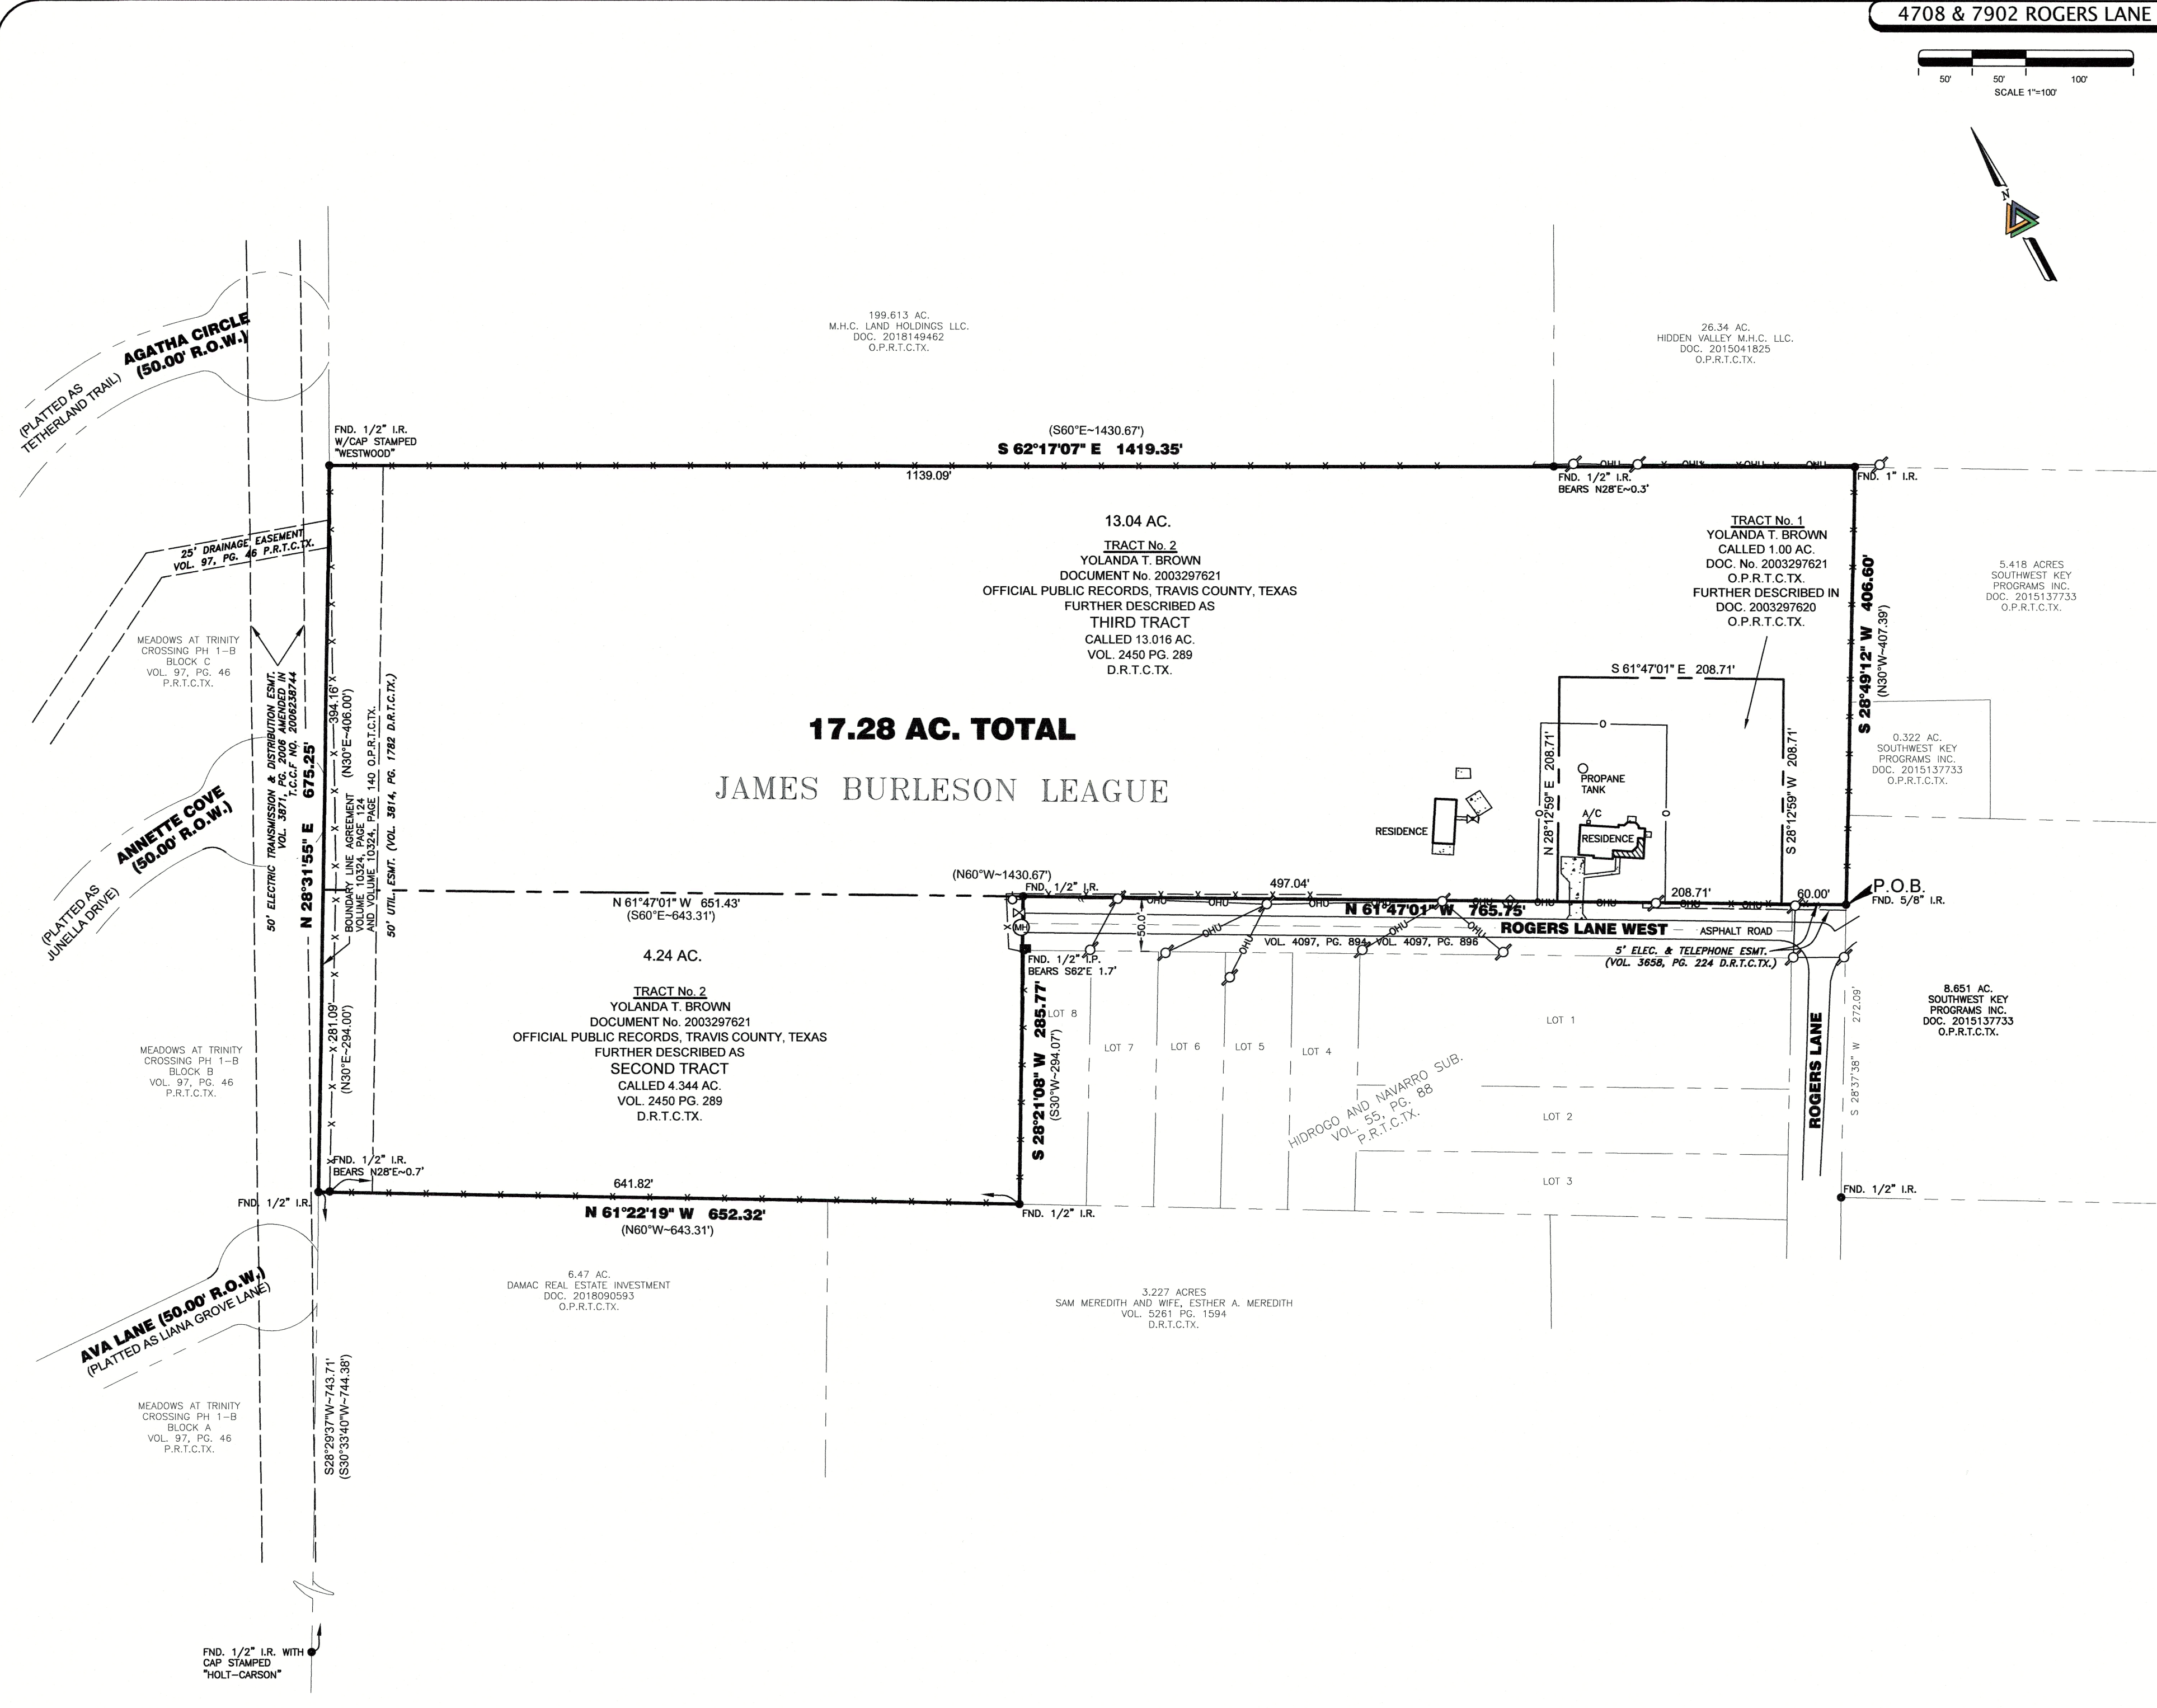 4708 & 7902 ROGERS LANE
50' 50' 100'
SCALE 1"=100'
N
199.613 AC.
M.H.C. LAND HOLDINGS LLC.
DOC. 2018149462
O.P.R.T.C.TX.
26.34 AC.
HIDDEN VALLEY M.H.C. LLC.
DOC. 2015041825
O.P.R.T.C.TX.
AGATHA CIRCLE
(50.00' R.O.W.)
(PLATTED AS
TETHERLAND TRAIL)
FND. 1/2" I.R.
W/CAP STAMPED
"WESTWOOD"
(S60°E~1430.67')
S 62°17'07" E 1419.35'
1139.09'
OHU OHU OHU OHU
FND. 1/2" I.R.
BEARS N28°E~0.3'
FND. 1" I.R.
13.04 AC.
TRACT No. 2
YOLANDA T. BROWN
DOCUMENT No. 2003297621
OFFICIAL PUBLIC RECORDS, TRAVIS COUNTY, TEXAS
FURTHER DESCRIBED AS
THIRD TRACT
CALLED 13.016 AC.
VOL. 2450 PG. 289
D.R.T.C.TX.
TRACT No. 1
YOLANDA T. BROWN
CALLED 1.00 AC.
DOC. No. 2003297621
O.P.R.T.C.TX.
FURTHER DESCRIBED IN
DOC. 2003297620
O.P.R.T.C.TX.
S 28°49'12" W 406.60'
(N30°W~407.39')
5.418 ACRES
SOUTHWEST KEY
PROGRAMS INC.
DOC. 2015137733
O.P.R.T.C.TX.
0.322 AC.
SOUTHWEST KEY
PROGRAMS INC.
DOC. 2015137733
O.P.R.T.C.TX.
25' DRAINAGE EASEMENT
VOL. 97, PG. 46 P.R.T.C.TX.
MEADOWS AT TRINITY
CROSSING PH 1-B
BLOCK C
VOL. 97, PG. 46
P.R.T.C.TX.
50' ELECTRIC TRANSMISSION & DISTRIBUTION ESMT.
VOL. 3871, PG. 2006 AMENDED IN
T.C.C.F NO. 2006238744
N 28°31'55" E 675.25'
394.16'
(N30°E~406.00')
BOUNDARY LINE AGREEMENT
VOLUME 10324, PAGE 124
AND VOLUME 10324, PAGE 140 O.P.R.T.C.TX.
50' UTIL. ESMT. (VOL. 3814, PG. 1782 D.R.T.C.TX.)
17.28 AC. TOTAL
JAMES BURLESON LEAGUE
S 61°47'01" E 208.71'
N 28°12'59" E 208.71'
S 28°12'59" W 208.71'
PROPANE
TANK
A/C
RESIDENCE
RESIDENCE
ANNETTE COVE
(50.00' R.O.W.)
(PLATTED AS
JUNELLA DRIVE)
(N60°W~1430.67')
FND. 1/2" I.R.
497.04'
208.71'
60.00'
P.O.B.
FND. 5/8" I.R.
N 61°47'01" W 651.43'
(S60°E~643.31')
OHU OHU OHU OHU OHU OHU OHU OHU
N 61°47'01" W 765.75'
MH
50.0'
ROGERS LANE WEST
ASPHALT ROAD
OHU OHU OHU OHU
VOL. 4097, PG. 894 VOL. 4097, PG. 896
5' ELEC. & TELEPHONE ESMT.
(VOL. 3658, PG. 224 D.R.T.C.TX.)
FND. 1/2" I.P.
BEARS S62°E 1.7'
4.24 AC.
TRACT No. 2
YOLANDA T. BROWN
DOCUMENT No. 2003297621
OFFICIAL PUBLIC RECORDS, TRAVIS COUNTY, TEXAS
FURTHER DESCRIBED AS
SECOND TRACT
CALLED 4.344 AC.
VOL. 2450 PG. 289
D.R.T.C.TX.
S 28°21'08" W 285.77'
(S30°W~294.07')
LOT 8
LOT 7
LOT 6
LOT 5
LOT 4
LOT 1
LOT 2
LOT 3
HIDROGO AND NAVARRO SUB.
VOL. 55, PG. 88
P.R.T.C.TX.
ROGERS LANE
S 28°37'38" W 272.09'
8.651 AC.
SOUTHWEST KEY
PROGRAMS INC.
DOC. 2015137733
O.P.R.T.C.TX.
FND. 1/2" I.R.
MEADOWS AT TRINITY
CROSSING PH 1-B
BLOCK B
VOL. 97, PG. 46
P.R.T.C.TX.
281.09'
(N30°E~294.00')
FND. 1/2" I.R.
BEARS N28°E~0.7'
FND. 1/2" I.R.
641.82'
N 61°22'19" W 652.32'
(N60°W~643.31')
FND. 1/2" I.R.
6.47 AC.
DAMAC REAL ESTATE INVESTMENT
DOC. 2018090593
O.P.R.T.C.TX.
3.227 ACRES
SAM MEREDITH AND WIFE, ESTHER A. MEREDITH
VOL. 5261 PG. 1594
D.R.T.C.TX.
AVA LANE (50.00' R.O.W.)
(PLATTED AS LIANA GROVE LANE)
MEADOWS AT TRINITY
CROSSING PH 1-B
BLOCK A
VOL. 97, PG. 46
P.R.T.C.TX.
S28°29'37"W~743.71'
(S30°33'40"W~744.38')
FND. 1/2" I.R. WITH
CAP STAMPED
"HOLT-CARSON"